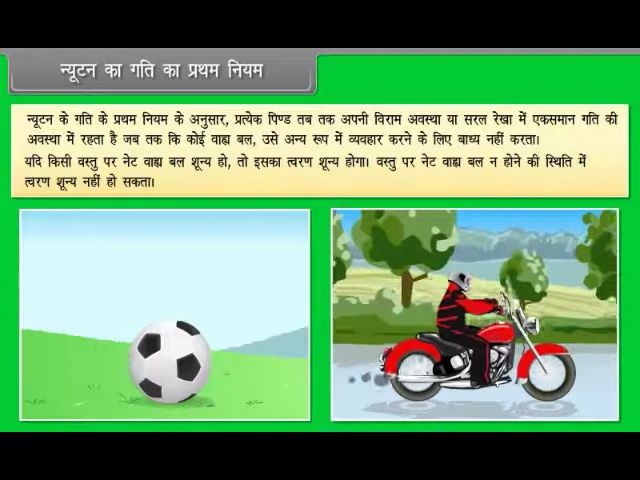 न्यूटन का गति का प्रथम नियम
न्यूटन के गति के प्रथम नियम के अनुसार, प्रत्येक पिण्ड तब तक अपनी विराम अवस्था या सरल रेखा में एकसमान गति की
अवस्था में रहता है जब तक कि कोई वाह्य बल, उसे अन्य रूप में व्यवहार करने के लिए बाध्य नहीं करता।
यदि किसी वस्तु पर नेट वाह्य बल शून्य हो, तो इसका त्वरण शून्य होगा। वस्तु पर नेट वाह्य बल न होने की स्थिति में
त्वरण शून्य नहीं हो सकता।